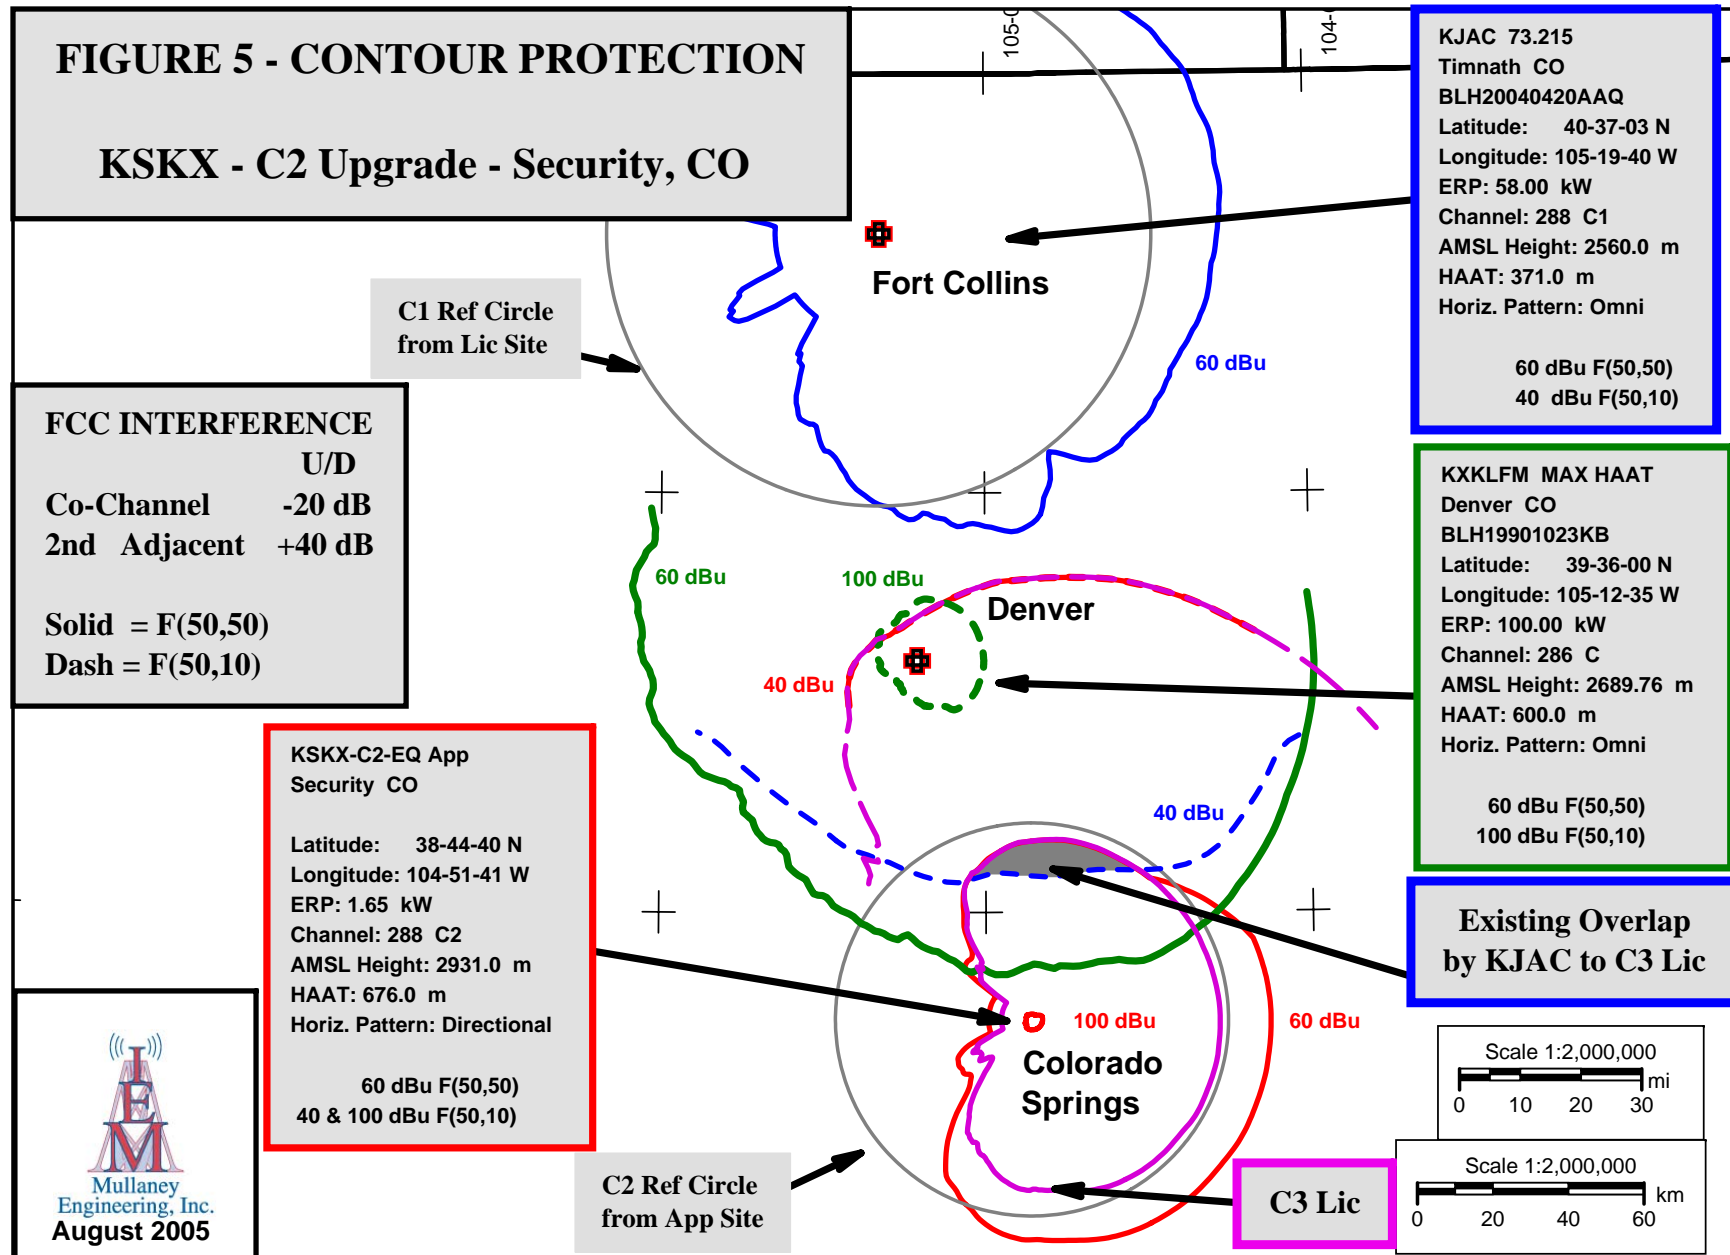 FIGURE 5 - CONTOUR PROTECTION
KSKX - C2 Upgrade - Security, CO
105-0
104-
KJAC 73.215
Timnath CO
BLH20040420AAQ
Latitude: 40-37-03 N
Longitude: 105-19-40 W
ERP: 58.00 kW
Channel: 288 C1
AMSL Height: 2560.0 m
HAAT: 371.0 m
Horiz. Pattern: Omni
60 dBu F(50,50)
40 dBu F(50,10)
Fort Collins
C1 Ref Circle
from Lic Site
60 dBu
FCC INTERFERENCE
U/D
Co-Channel -20 dB
2nd Adjacent +40 dB
Solid = F(50,50)
Dash = F(50,10)
KXKLFM MAX HAAT
Denver CO
BLH19901023KB
Latitude: 39-36-00 N
Longitude: 105-12-35 W
ERP: 100.00 kW
Channel: 286 C
AMSL Height: 2689.76 m
HAAT: 600.0 m
Horiz. Pattern: Omni
60 dBu F(50,50)
100 dBu F(50,10)
60 dBu
100 dBu
Denver
40 dBu
KSKX-C2-EQ App
Security CO
Latitude: 38-44-40 N
Longitude: 104-51-41 W
ERP: 1.65 kW
Channel: 288 C2
AMSL Height: 2931.0 m
HAAT: 676.0 m
Horiz. Pattern: Directional
60 dBu F(50,50)
40 & 100 dBu F(50,10)
40 dBu
Existing Overlap
by KJAC to C3 Lic
100 dBu
60 dBu
Colorado
Springs
Scale 1:2,000,000
mi
0 10 20 30
Scale 1:2,000,000
km
0 20 40 60
C2 Ref Circle
from App Site
C3 Lic
I
E
M
Mullaney
Engineering, Inc.
August 2005